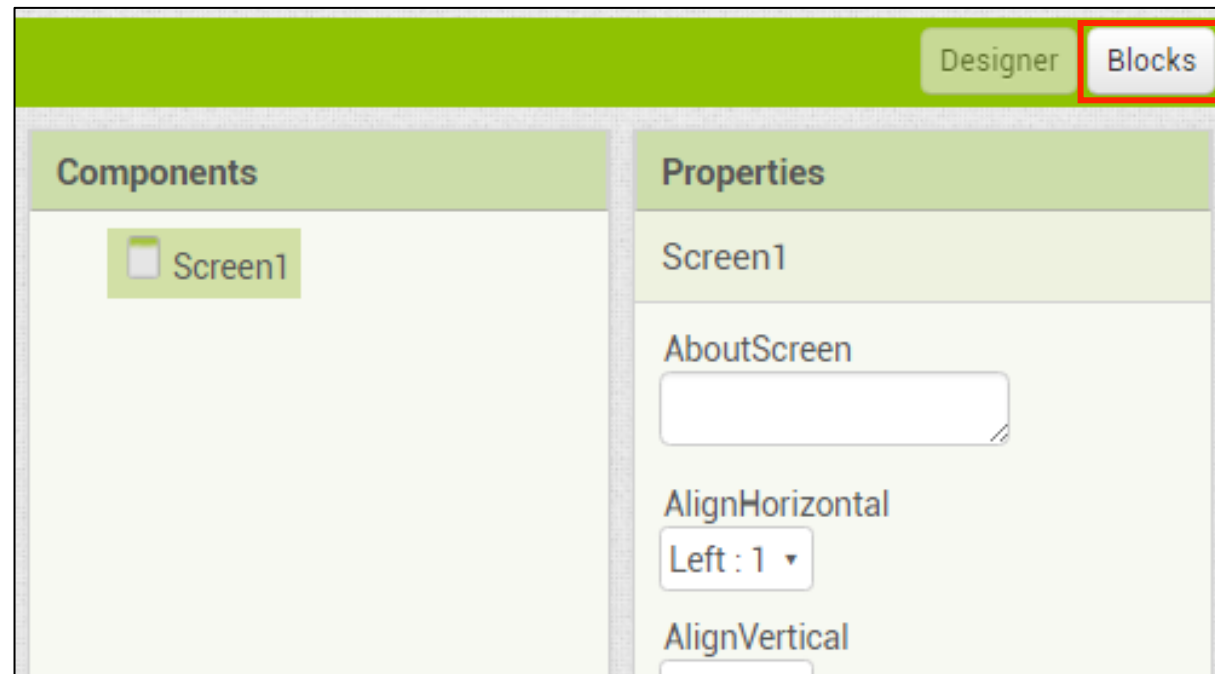 Designer
Blocks
Components
Properties
Screen1
Screen1
AboutScreen
AlignHorizontal
Left : 1
AlignVertical